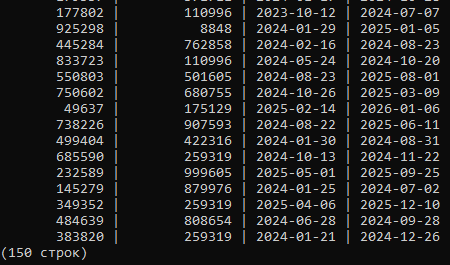 177802 | 110996 | 2023-10-12 | 2024-07-07
925298 | 8848 | 2024-01-29 | 2025-01-05
445284 | 762858 | 2024-02-16 | 2024-08-23
833723 | 110996 | 2024-05-24 | 2024-10-20
550803 | 501605 | 2024-08-23 | 2025-08-01
750602 | 680755 | 2024-10-26 | 2025-03-09
49637 | 175129 | 2025-02-14 | 2026-01-06
738226 | 907593 | 2024-08-22 | 2025-06-11
499404 | 422316 | 2024-01-30 | 2024-08-31
685590 | 259319 | 2024-10-13 | 2024-11-22
232589 | 999605 | 2025-05-01 | 2025-09-25
145279 | 879976 | 2024-01-25 | 2024-07-02
349352 | 259319 | 2025-04-06 | 2025-12-10
484639 | 808654 | 2024-06-28 | 2024-09-28
383820 | 259319 | 2024-01-21 | 2024-12-26
(150 строк)